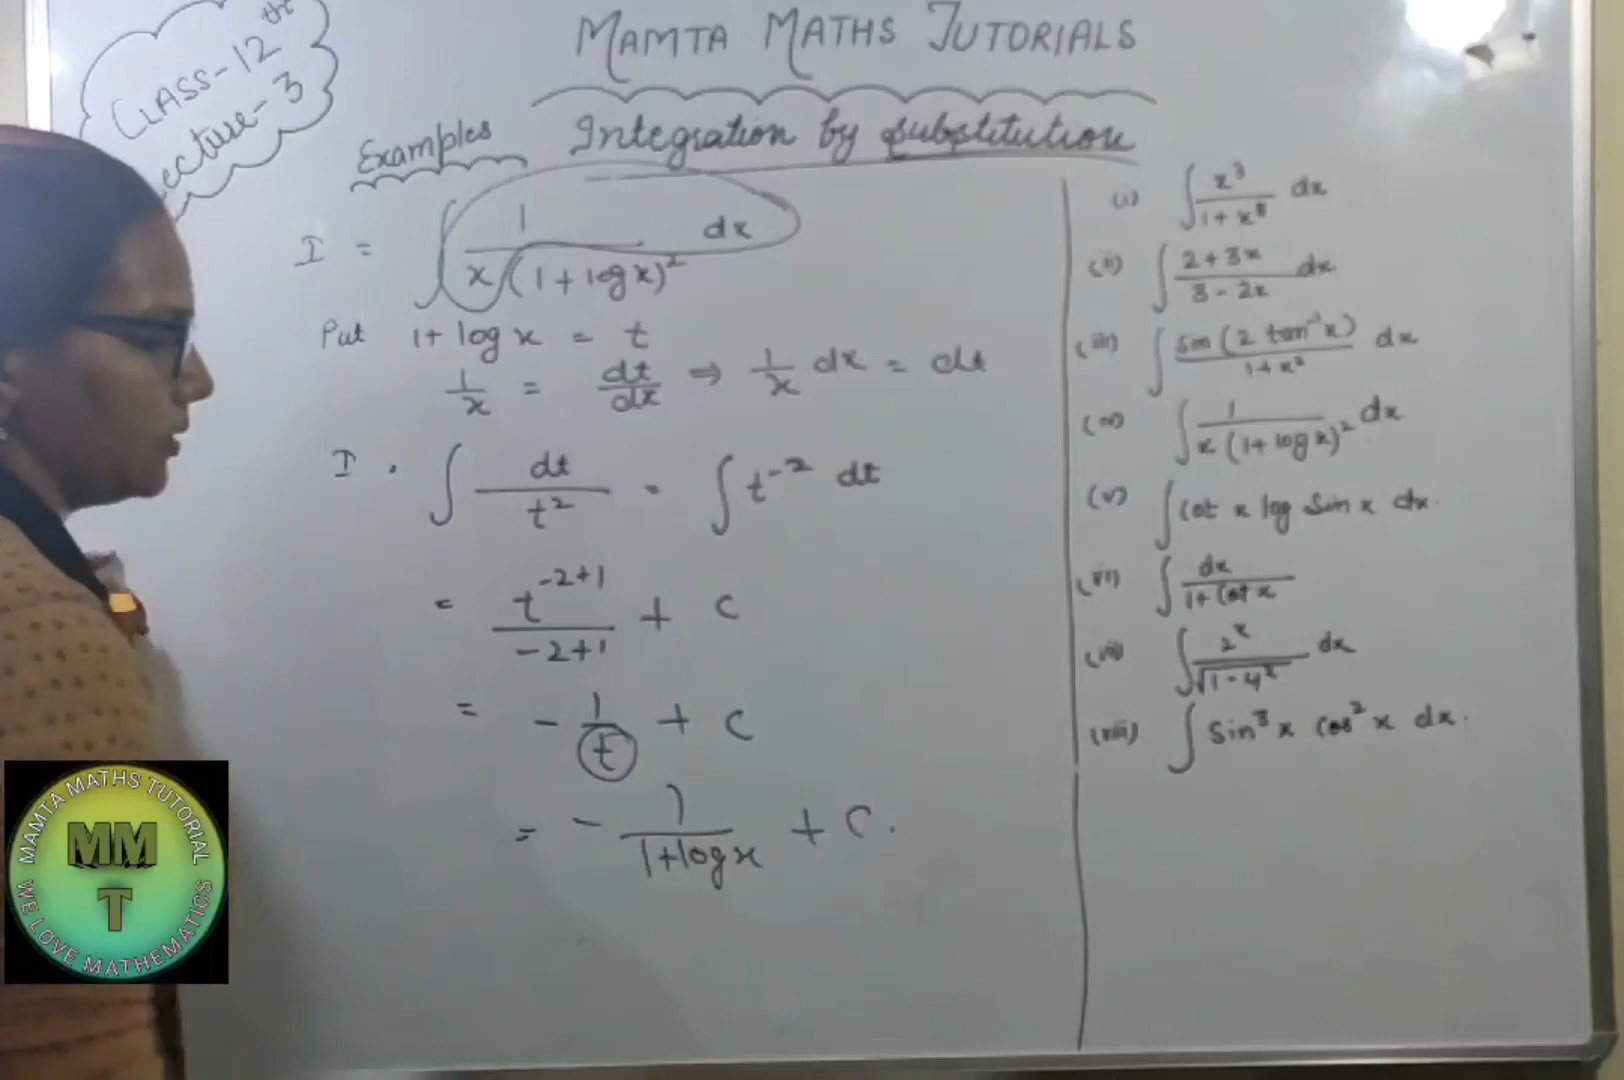 CLASS-12th
Lecture-3
MAMTA MATHS TUTORIALS
Examples Integration by substitution
I = ∫ 1/(x(1+log x)²) dx
Put 1+ log x = t
1/x = dt/dx ⇒ 1/x dx = dt
I = ∫ dt/t² = ∫ t⁻² dt
= t^(-2+1)/(-2+1) + c
= - 1/t + c
= - 1/(1+log x) + c.
(i) ∫ x³/(1+x⁸) dx
(ii) ∫ (2+3x)/(3-2x) dx
(iii) ∫ sin(2 tan⁻¹x)/(1+x²) dx
(iv) ∫ 1/(x(1+log x)²) dx
(v) ∫ cot x log Sin x dx.
(vi) ∫ dx/(1+Cot x)
(vii) ∫ 2ˣ/√(1-4ˣ) dx
(viii) ∫ Sin³x cos²x dx.
MAMTA MATHS TUTORIAL
MM
T
WE LOVE MATHEMATICS